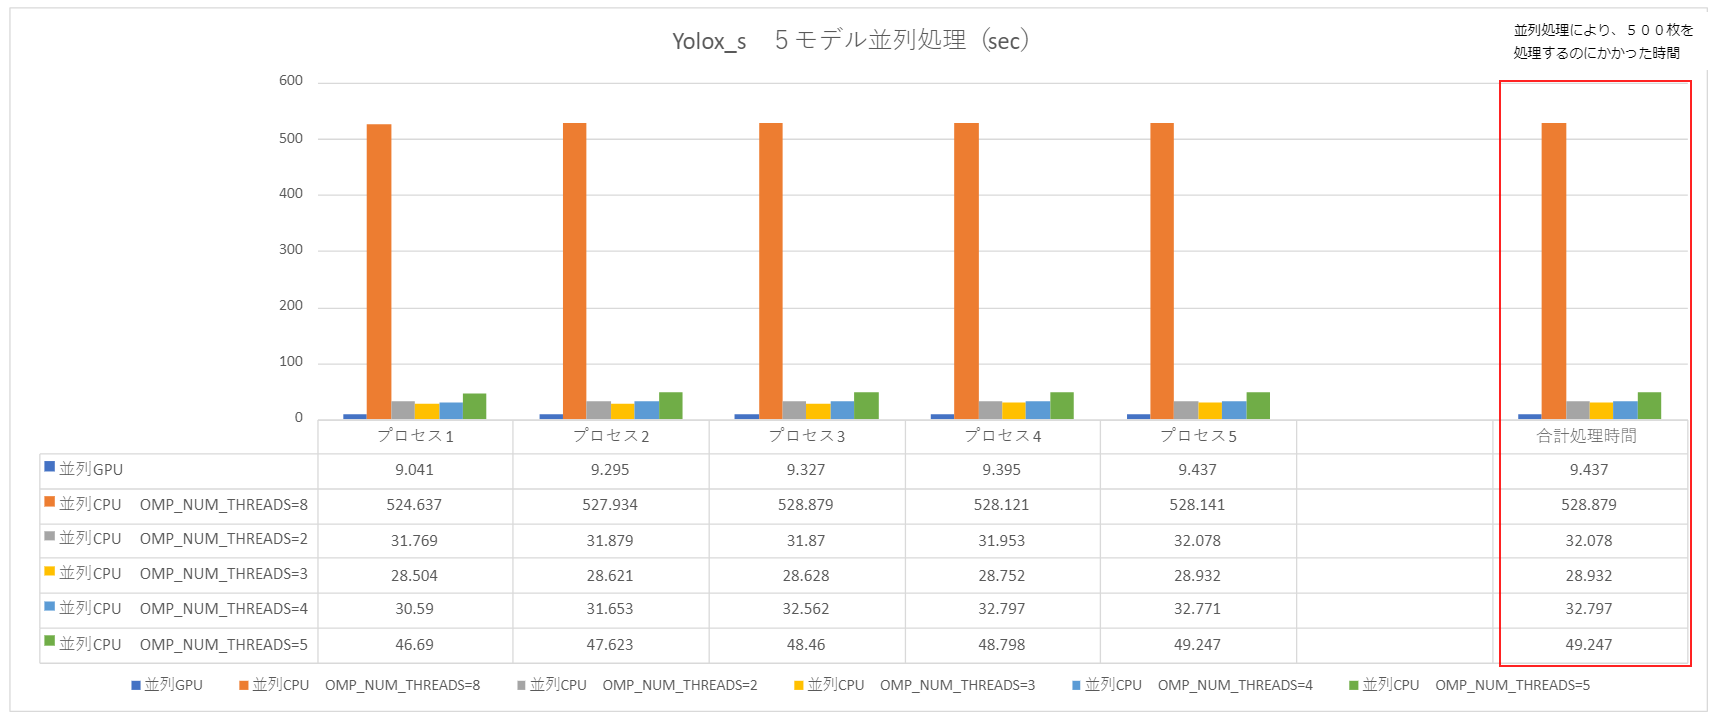 Yolox_s　５モデル並列処理（sec）
並列処理により、５００枚を
処理するのにかかった時間
600
500
400
300
200
100
0
プロセス1 プロセス2 プロセス3 プロセス4 プロセス5 合計処理時間
並列GPU 9.041 9.295 9.327 9.395 9.437 9.437
並列CPU　OMP_NUM_THREADS=8 524.637 527.934 528.879 528.121 528.141 528.879
並列CPU　OMP_NUM_THREADS=2 31.769 31.879 31.87 31.953 32.078 32.078
並列CPU　OMP_NUM_THREADS=3 28.504 28.621 28.628 28.752 28.932 28.932
並列CPU　OMP_NUM_THREADS=4 30.59 31.653 32.562 32.797 32.771 32.797
並列CPU　OMP_NUM_THREADS=5 46.69 47.623 48.46 48.798 49.247 49.247
並列GPU 並列CPU　OMP_NUM_THREADS=8 並列CPU　OMP_NUM_THREADS=2 並列CPU　OMP_NUM_THREADS=3 並列CPU　OMP_NUM_THREADS=4 並列CPU　OMP_NUM_THREADS=5